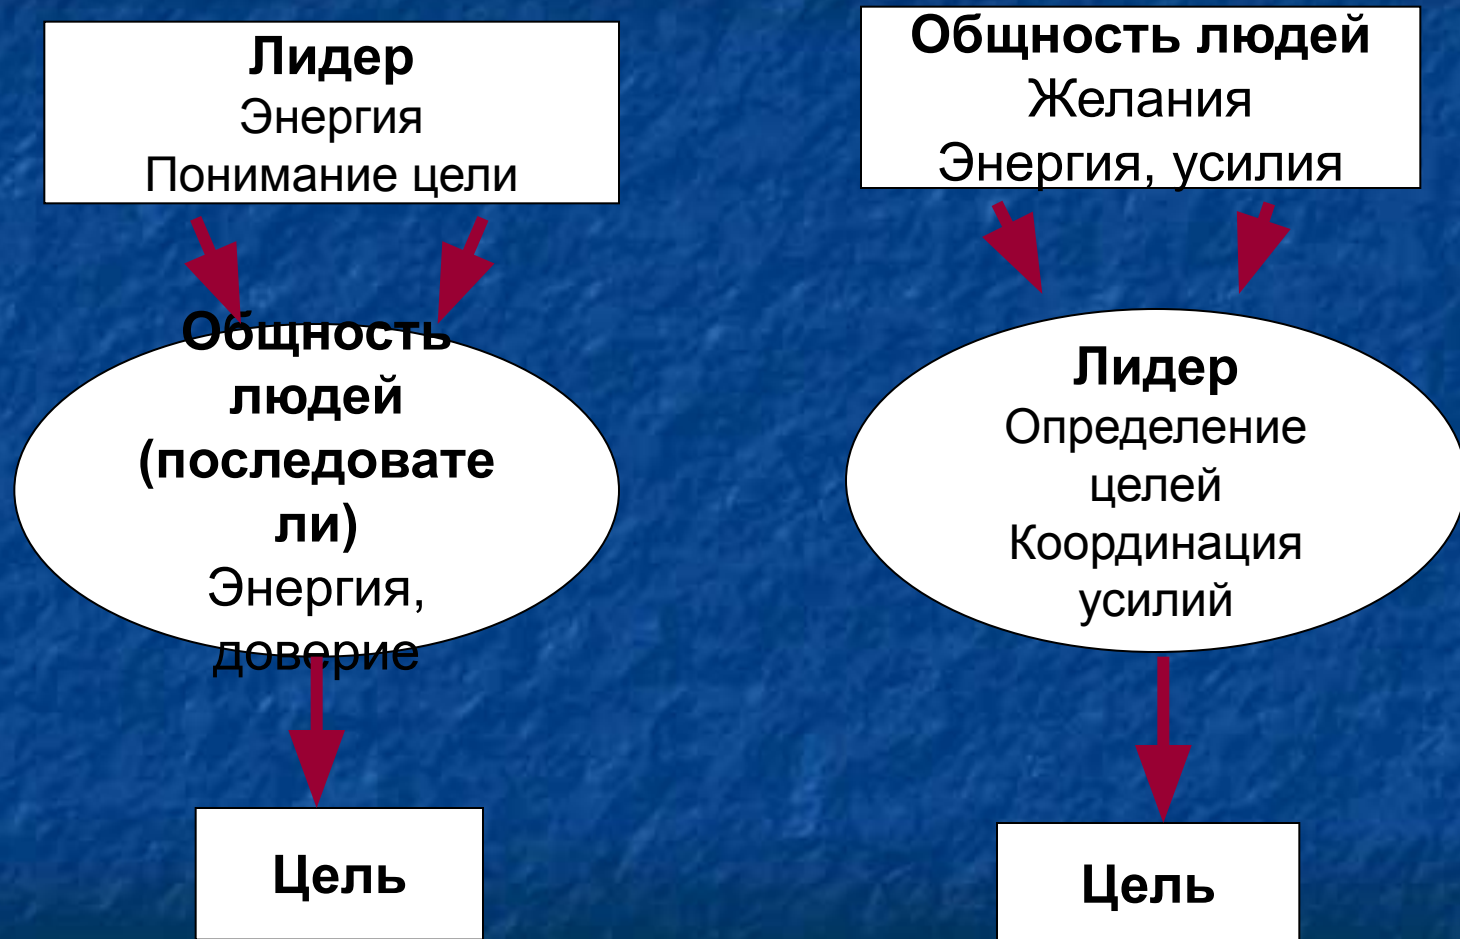 Лидер
Энергия
Понимание цели
Общность
людей
(последовате
ли)
Энергия,
доверие
Цель
Общность людей
Желания
Энергия, усилия
Лидер
Определение
целей
Координация
усилий
Цель